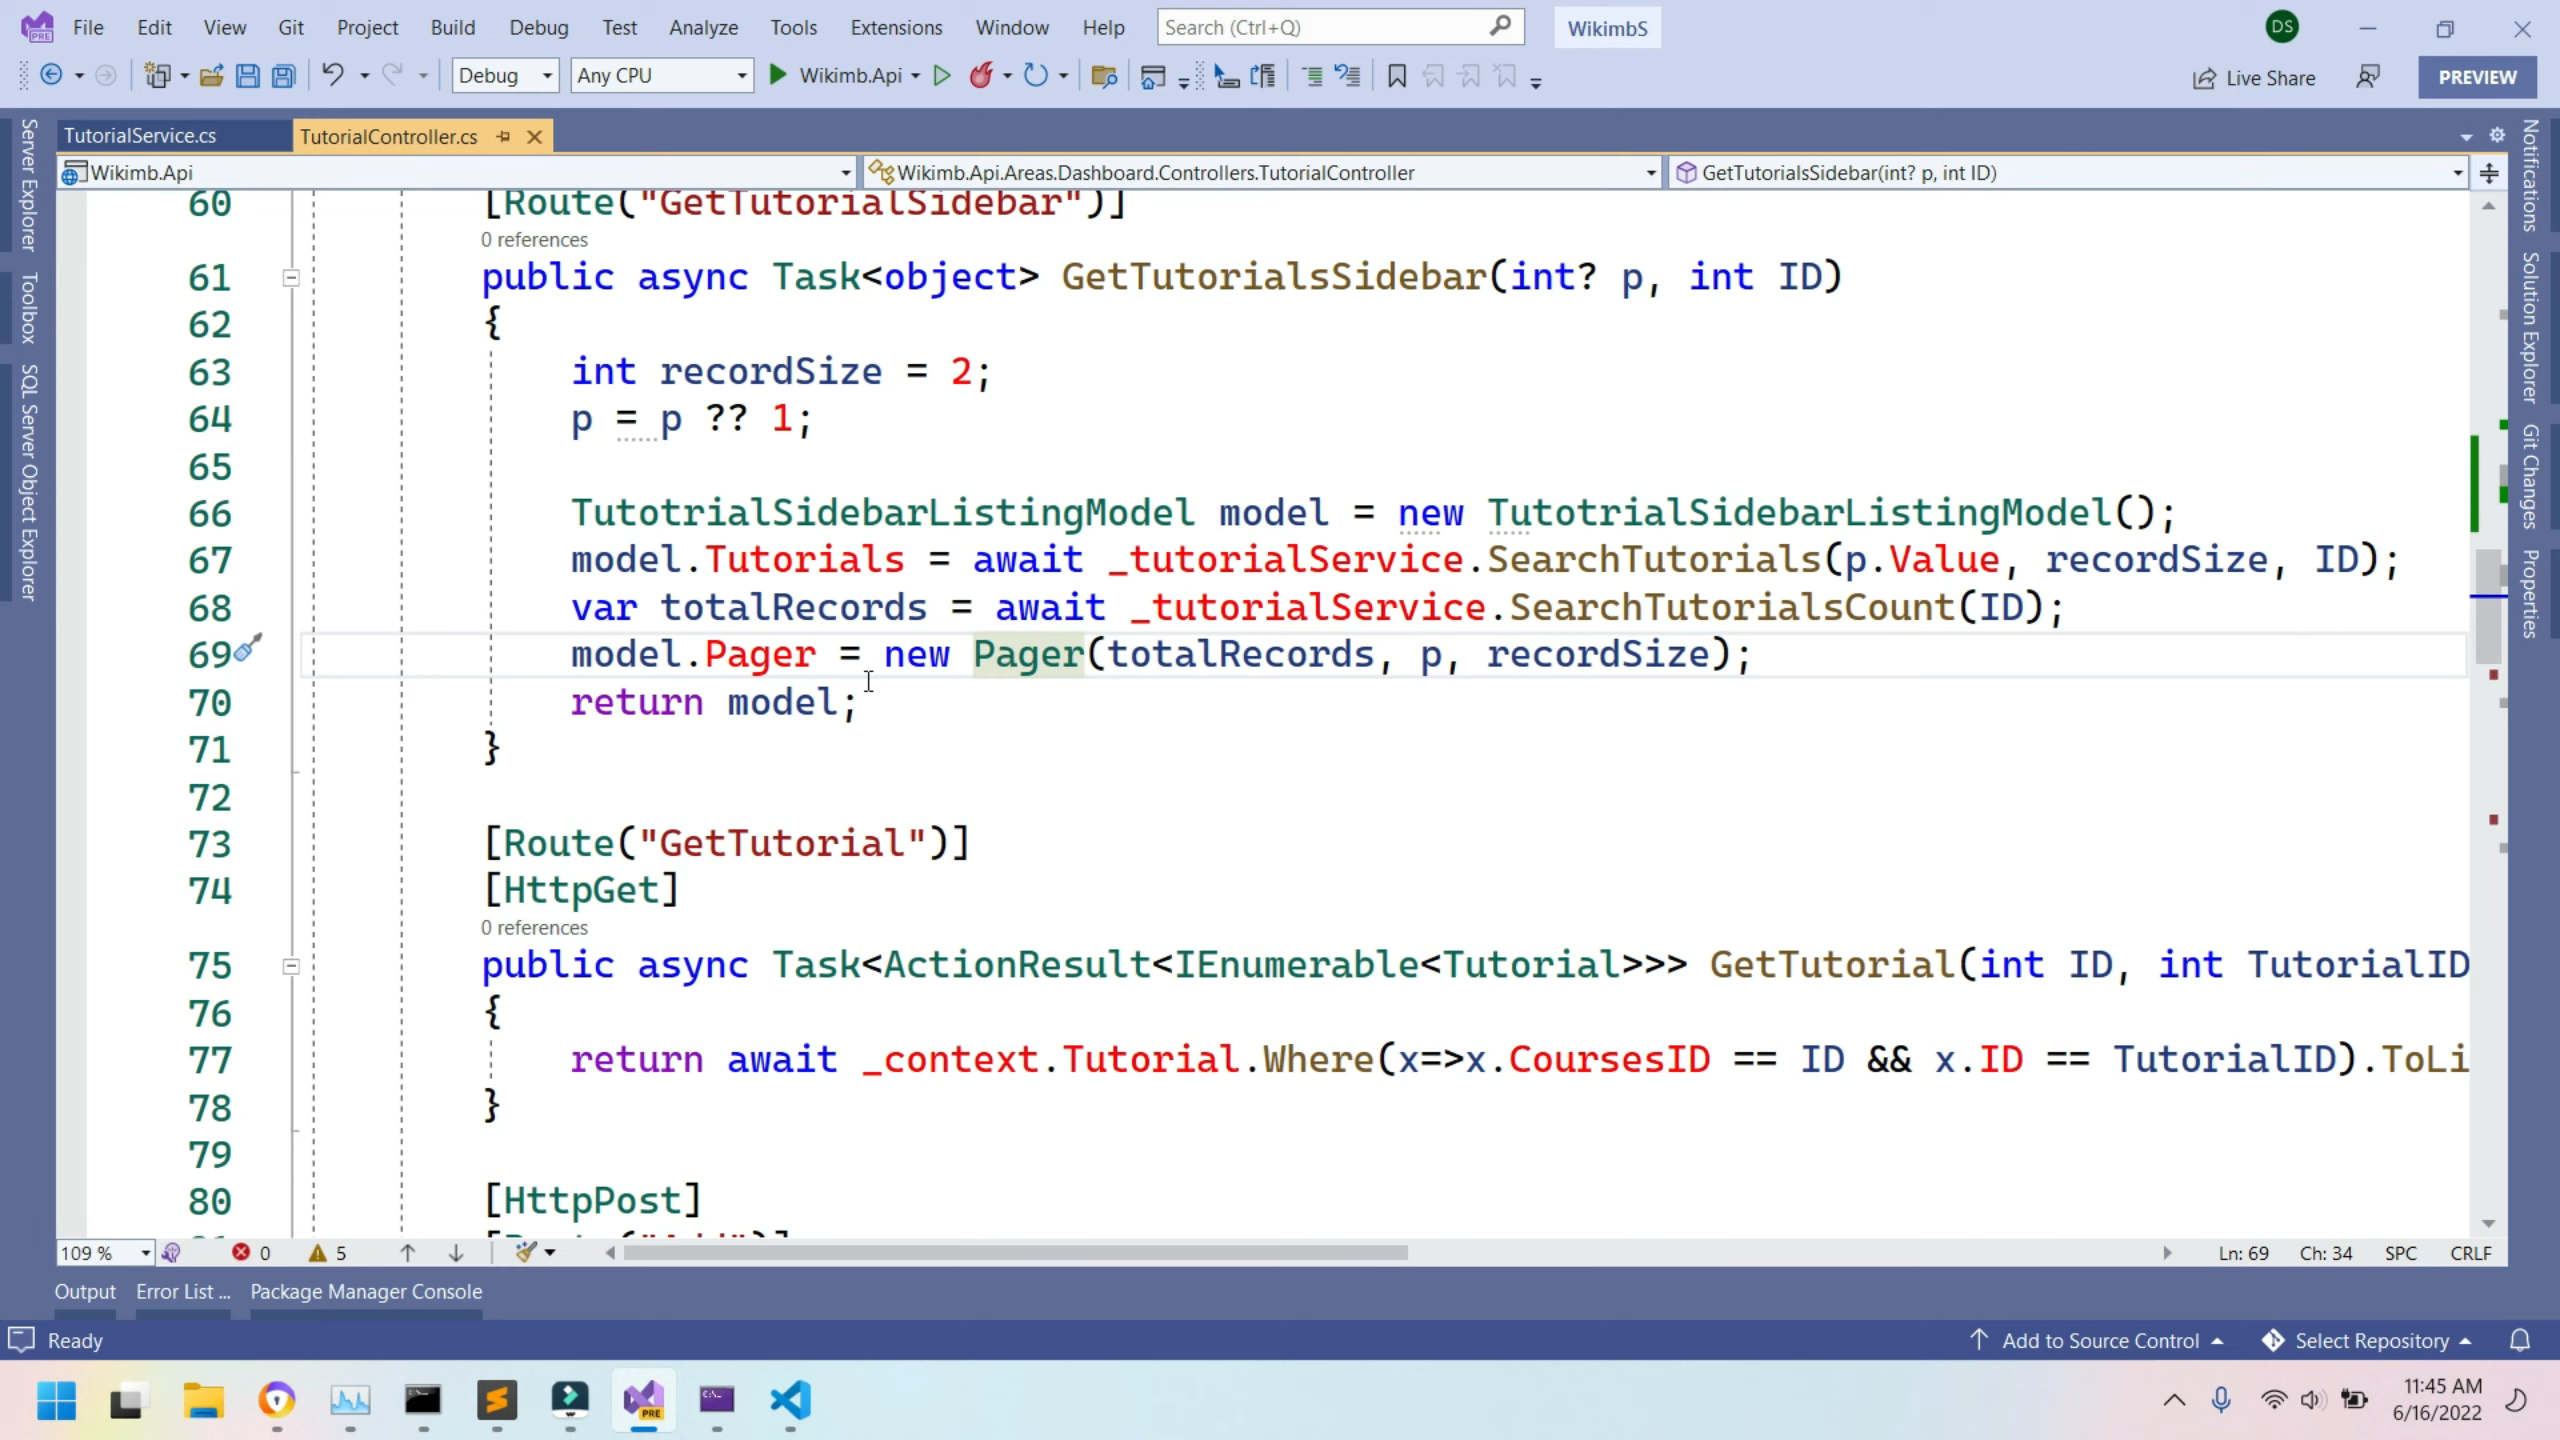 File Edit View Git Project Build Debug Test Analyze Tools Extensions Window Help Search (Ctrl+Q) WikimbS DS
Debug Any CPU Wikimb.Api Live Share PREVIEW
TutorialService.cs TutorialController.cs
Wikimb.Api Wikimb.Api.Areas.Dashboard.Controllers.TutorialController GetTutorialsSidebar(int? p, int ID)
Server Explorer
Toolbox
SQL Server Object Explorer
60 [Route("GetTutorialSidebar")]
0 references
61 public async Task<object> GetTutorialsSidebar(int? p, int ID)
62 {
63 int recordSize = 2;
64 p = p ?? 1;
65
66 TutotrialSidebarListingModel model = new TutotrialSidebarListingModel();
67 model.Tutorials = await _tutorialService.SearchTutorials(p.Value, recordSize, ID);
68 var totalRecords = await _tutorialService.SearchTutorialsCount(ID);
69 model.Pager = new Pager(totalRecords, p, recordSize);
70 return model;
71 }
72
73 [Route("GetTutorial")]
74 [HttpGet]
0 references
75 public async Task<ActionResult<IEnumerable<Tutorial>>> GetTutorial(int ID, int TutorialID
76 {
77 return await _context.Tutorial.Where(x=>x.CoursesID == ID && x.ID == TutorialID).ToLi
78 }
79
80 [HttpPost]
Notifications
Solution Explorer
Git Changes
Properties
109 % 0 5 Ln: 69 Ch: 34 SPC CRLF
Output Error List ... Package Manager Console
Ready Add to Source Control Select Repository
PRE
11:45 AM
6/16/2022